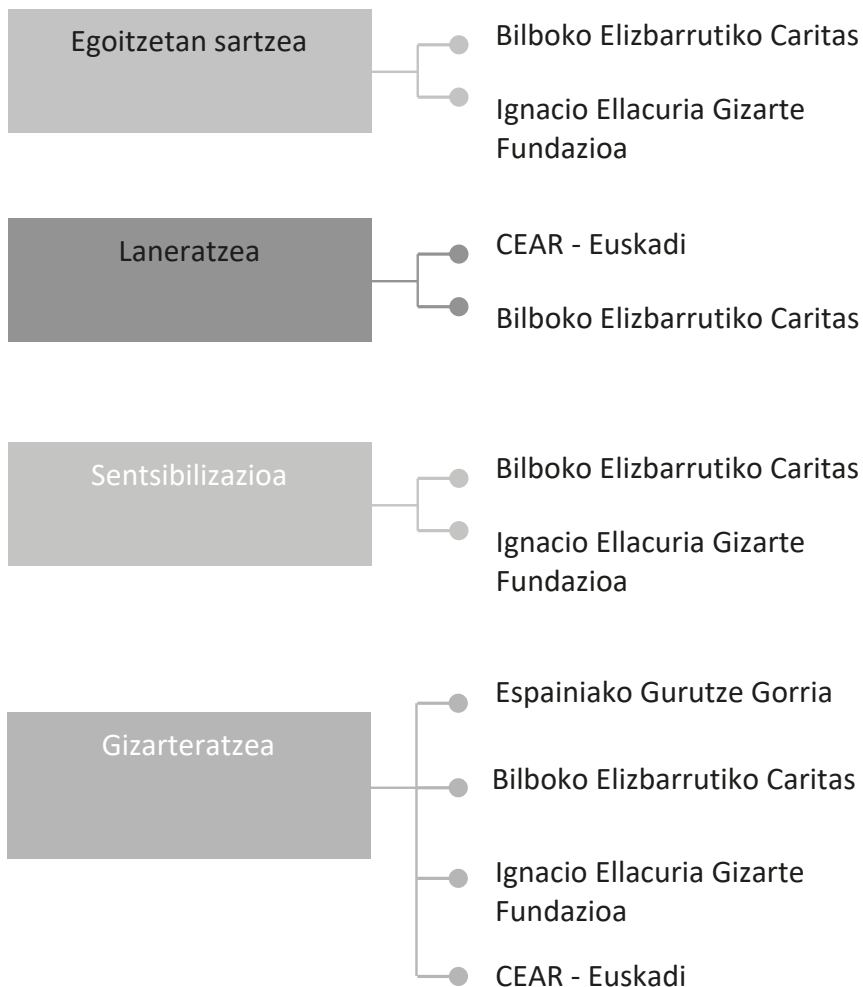 Egoitzetan sartzea
Bilboko Elizbarrutiko Caritas
Ignacio Ellacuria Gizarte
Fundazioa
Laneratzea
CEAR - Euskadi
Bilboko Elizbarrutiko Caritas
Sentsibilizazioa
Bilboko Elizbarrutiko Caritas
Ignacio Ellacuria Gizarte
Fundazioa
Gizarteratzea
Espainiako Gurutze Gorria
Bilboko Elizbarrutiko Caritas
Ignacio Ellacuria Gizarte
Fundazioa
CEAR - Euskadi